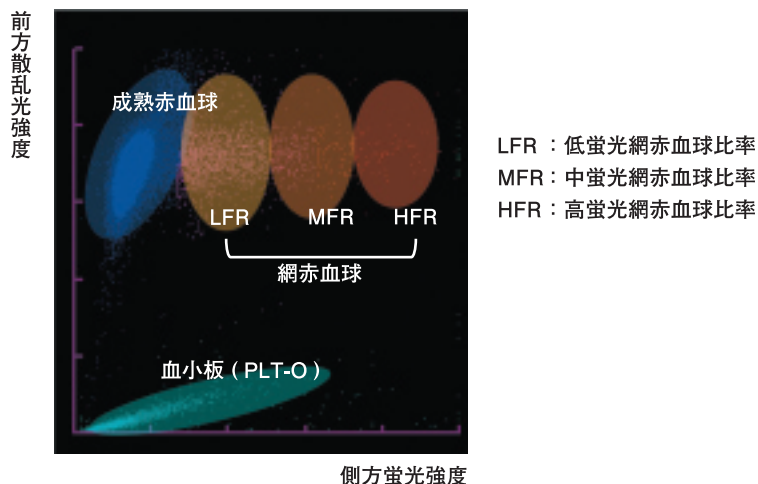 前方散乱光強度
成熟赤血球
LFR MFR HFR
網赤血球
血小板(PLT-O)
側方蛍光強度
LFR:低蛍光網赤血球比率
MFR:中蛍光網赤血球比率
HFR:高蛍光網赤血球比率